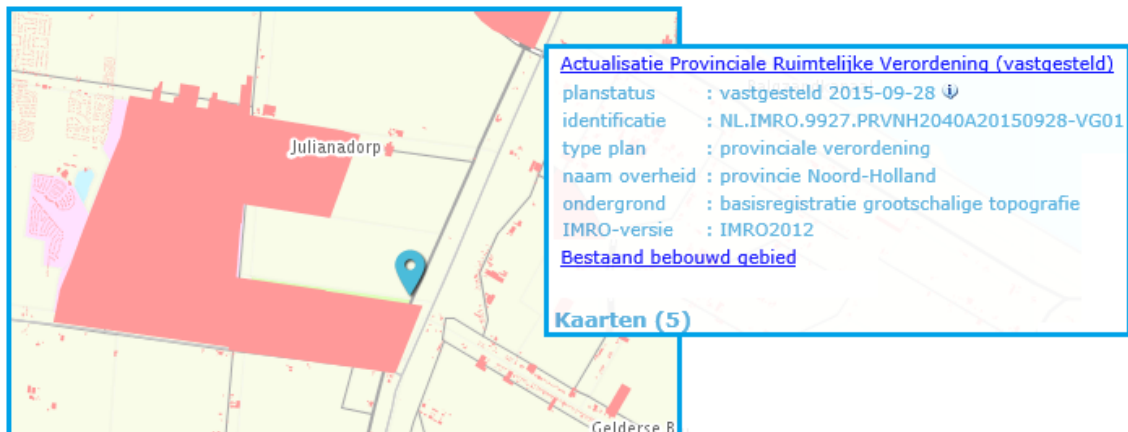 Julianadorp
Gelderse B
Actualisatie Provinciale Ruimtelijke Verordening (vastgesteld)
planstatus : vastgesteld 2015-09-28
identificatie : NL.IMRO.9927.PRVNH2040A20150928-VG01
type plan : provinciale verordening
naam overheid : provincie Noord-Holland
ondergrond : basisregistratie grootschalige topografie
IMRO-versie : IMRO2012
Bestaand bebouwd gebied
Kaarten (5)